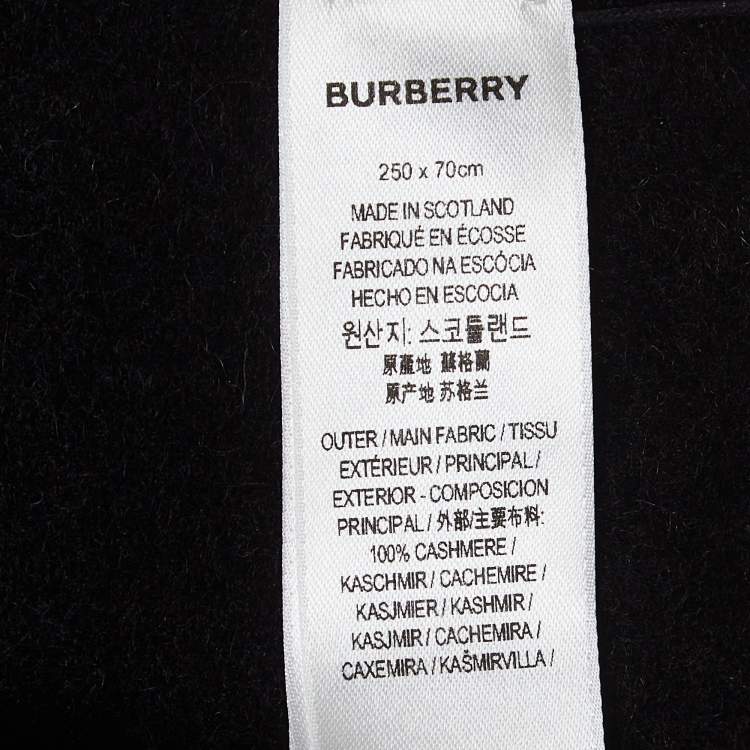 BURBERRY
250 x 70cm
MADE IN SCOTLAND
FABRIQUÉ EN ÉCOSSE
FABRICADO NA ESCÓCIA
HECHO EN ESCOCIA
원산지: 스코틀랜드
原產地 蘇格蘭
原产地 苏格兰
OUTER / MAIN FABRIC / TISSU
EXTÉRIEUR / PRINCIPAL /
EXTERIOR - COMPOSICION
PRINCIPAL / 外部/主要布料:
100% CASHMERE /
KASCHMIR / CACHEMIRE /
KASJMIER / KASHMIR /
KASJMIR / CACHEMIRA /
CAXEMIRA / KAŠMIRVILLA /